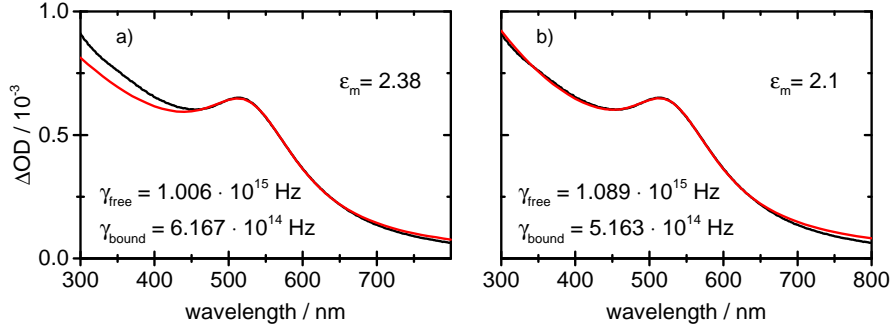 1.0
0.5
0.0
ΔOD / 10⁻³
a)
εₘ= 2.38
γ_free = 1.006 · 10¹⁵ Hz
γ_bound = 6.167 · 10¹⁴ Hz
300 400 500 600 700
wavelength / nm
b)
εₘ= 2.1
γ_free = 1.089 · 10¹⁵ Hz
γ_bound = 5.163 · 10¹⁴ Hz
300 400 500 600 700 800
wavelength / nm